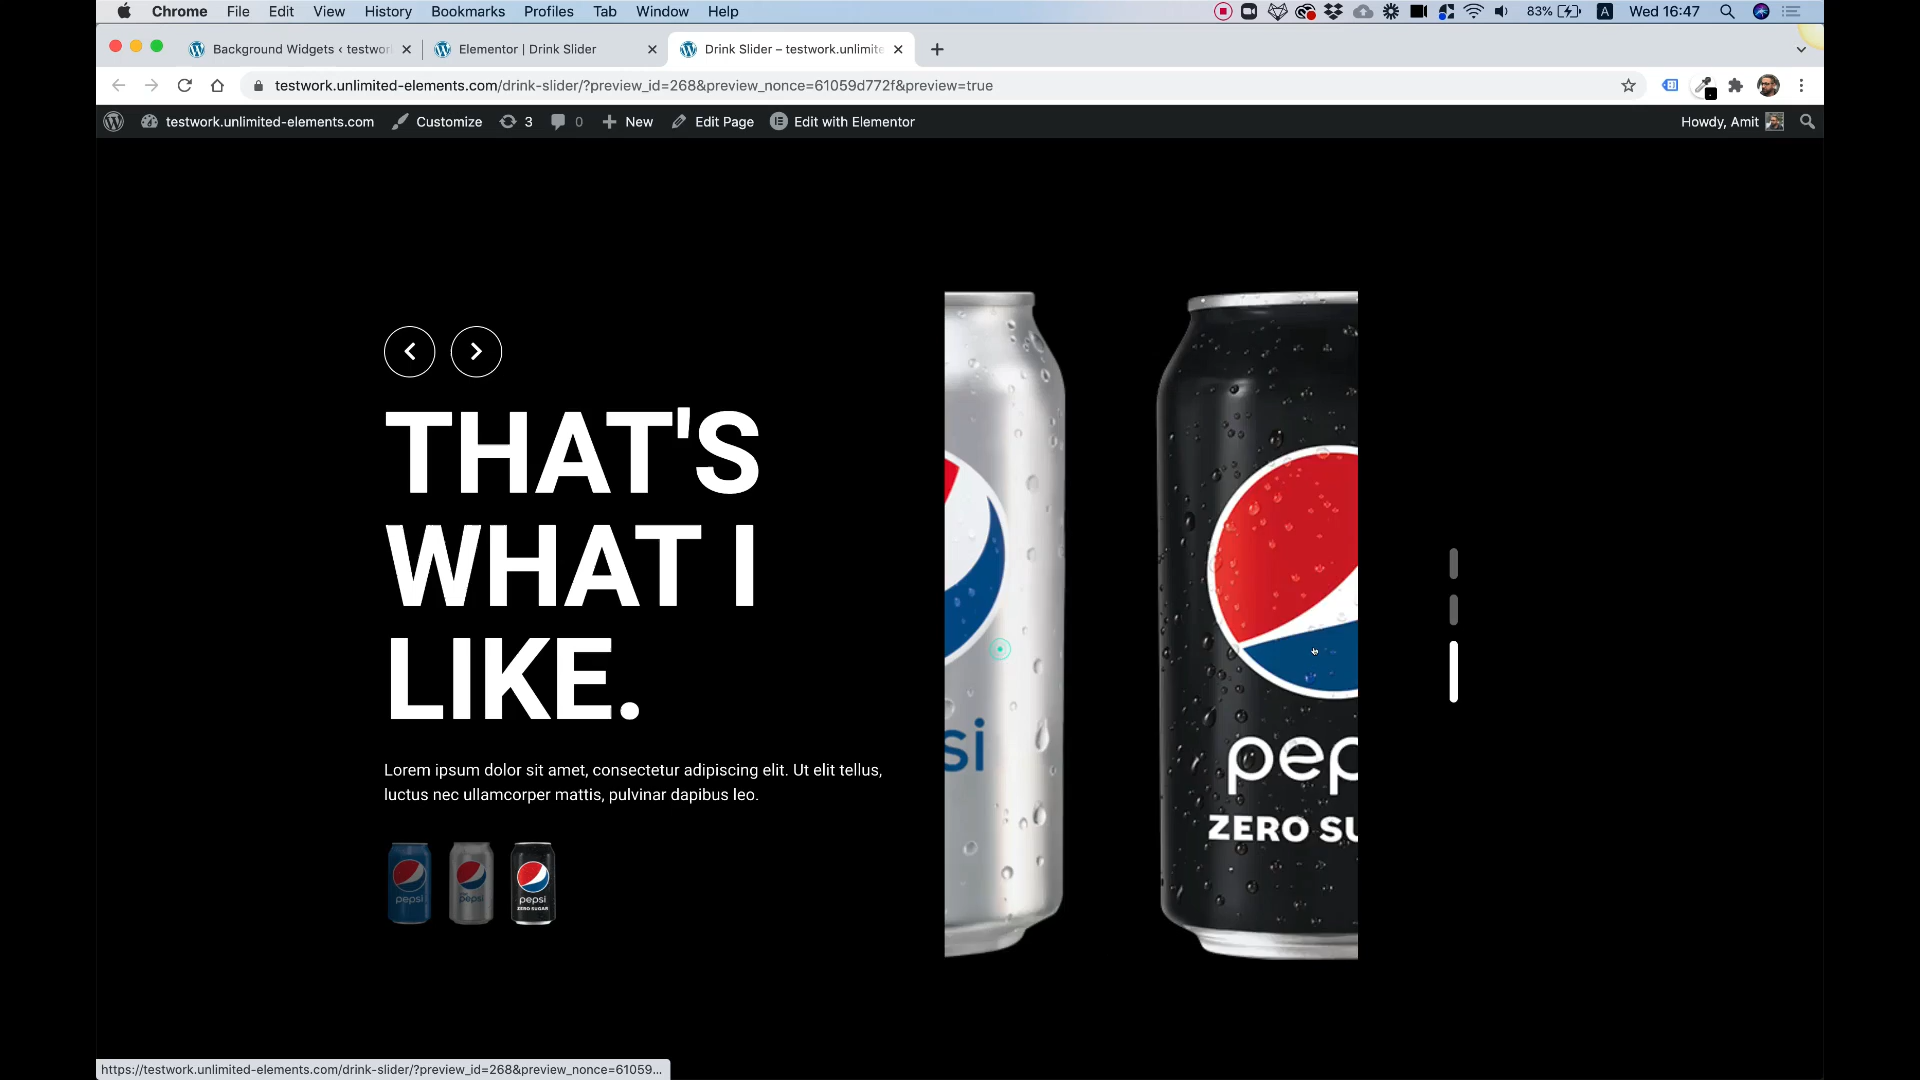 Chrome File Edit View History Bookmarks Profiles Tab Window Help 83% A Wed 16:47
Background Widgets ‹ testwor Elementor | Drink Slider Drink Slider – testwork.unlimite
testwork.unlimited-elements.com/drink-slider/?preview_id=268&preview_nonce=61059d772f&preview=true
testwork.unlimited-elements.com Customize 3 0 New Edit Page Edit with Elementor Howdy, Amit
THAT'S
WHAT I
LIKE.
Lorem ipsum dolor sit amet, consectetur adipiscing elit. Ut elit tellus,
luctus nec ullamcorper mattis, pulvinar dapibus leo.
pepsi
pepsi
pepsi
ZERO SUGAR
si
pep
ZERO SU
https://testwork.unlimited-elements.com/drink-slider/?preview_id=268&preview_nonce=61059...